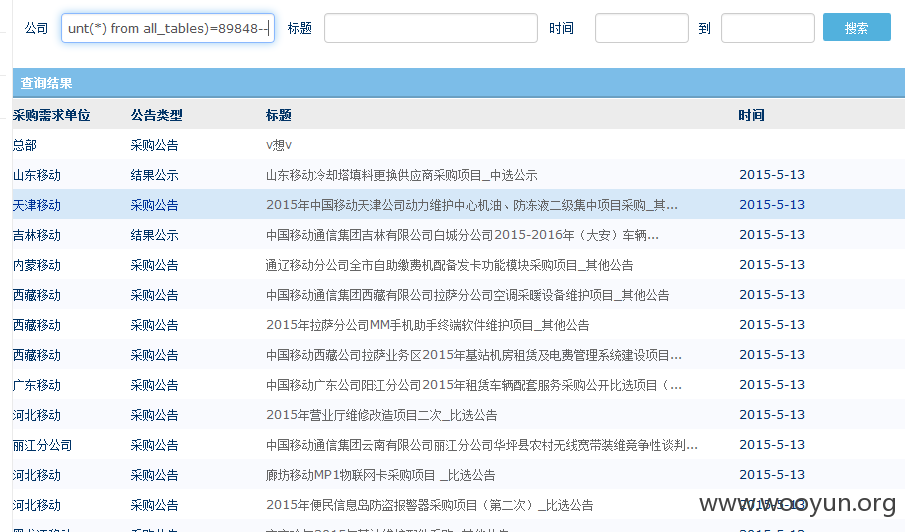 公司 unt(*) from all_tables)=89848-- 标题 时间 到 搜索
查询结果
采购需求单位 公告类型 标题 时间
总部 采购公告 v想v
山东移动 结果公示 山东移动冷却塔填料更换供应商采购项目_中选公示 2015-5-13
天津移动 采购公告 2015年中国移动天津公司动力维护中心机油、防冻液二级集中项目采购_其... 2015-5-13
吉林移动 结果公示 中国移动通信集团吉林有限公司白城分公司2015-2016年（大安）车辆... 2015-5-13
内蒙移动 采购公告 通辽移动分公司全市自助缴费机配备发卡功能模块采购项目_其他公告 2015-5-13
西藏移动 采购公告 中国移动通信集团西藏有限公司拉萨分公司空调采暖设备维护项目_其他公告 2015-5-13
西藏移动 采购公告 2015年拉萨分公司MM手机助手终端软件维护项目_其他公告 2015-5-13
西藏移动 采购公告 中国移动西藏公司拉萨业务区2015年基站机房租赁及电费管理系统建设项目... 2015-5-13
广东移动 采购公告 中国移动广东公司阳江分公司2015年租赁车辆配套服务采购公开比选项目（... 2015-5-13
河北移动 采购公告 2015年营业厅维修改造项目二次_比选公告 2015-5-13
丽江分公司 采购公告 中国移动通信集团云南有限公司丽江分公司华坪县农村无线宽带装维竞争性谈判... 2015-5-13
河北移动 采购公告 廊坊移动MP1物联网卡采购项目 _比选公告 2015-5-13
河北移动 采购公告 2015年便民信息岛防盗报警器采购项目（第二次）_比选公告 2015-5-13
www.wooyun.org